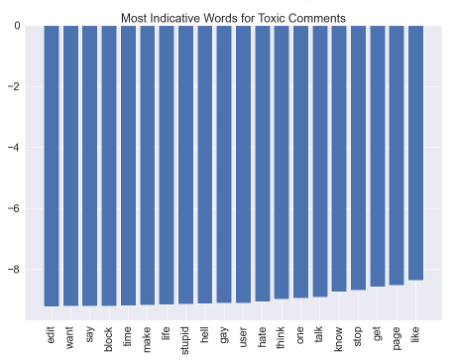 Most Indicative Words for Toxic Comments
0
−2
−4
−6
−8
edit want say block time make life stupid hell gay user hate think one talk know stop get page like